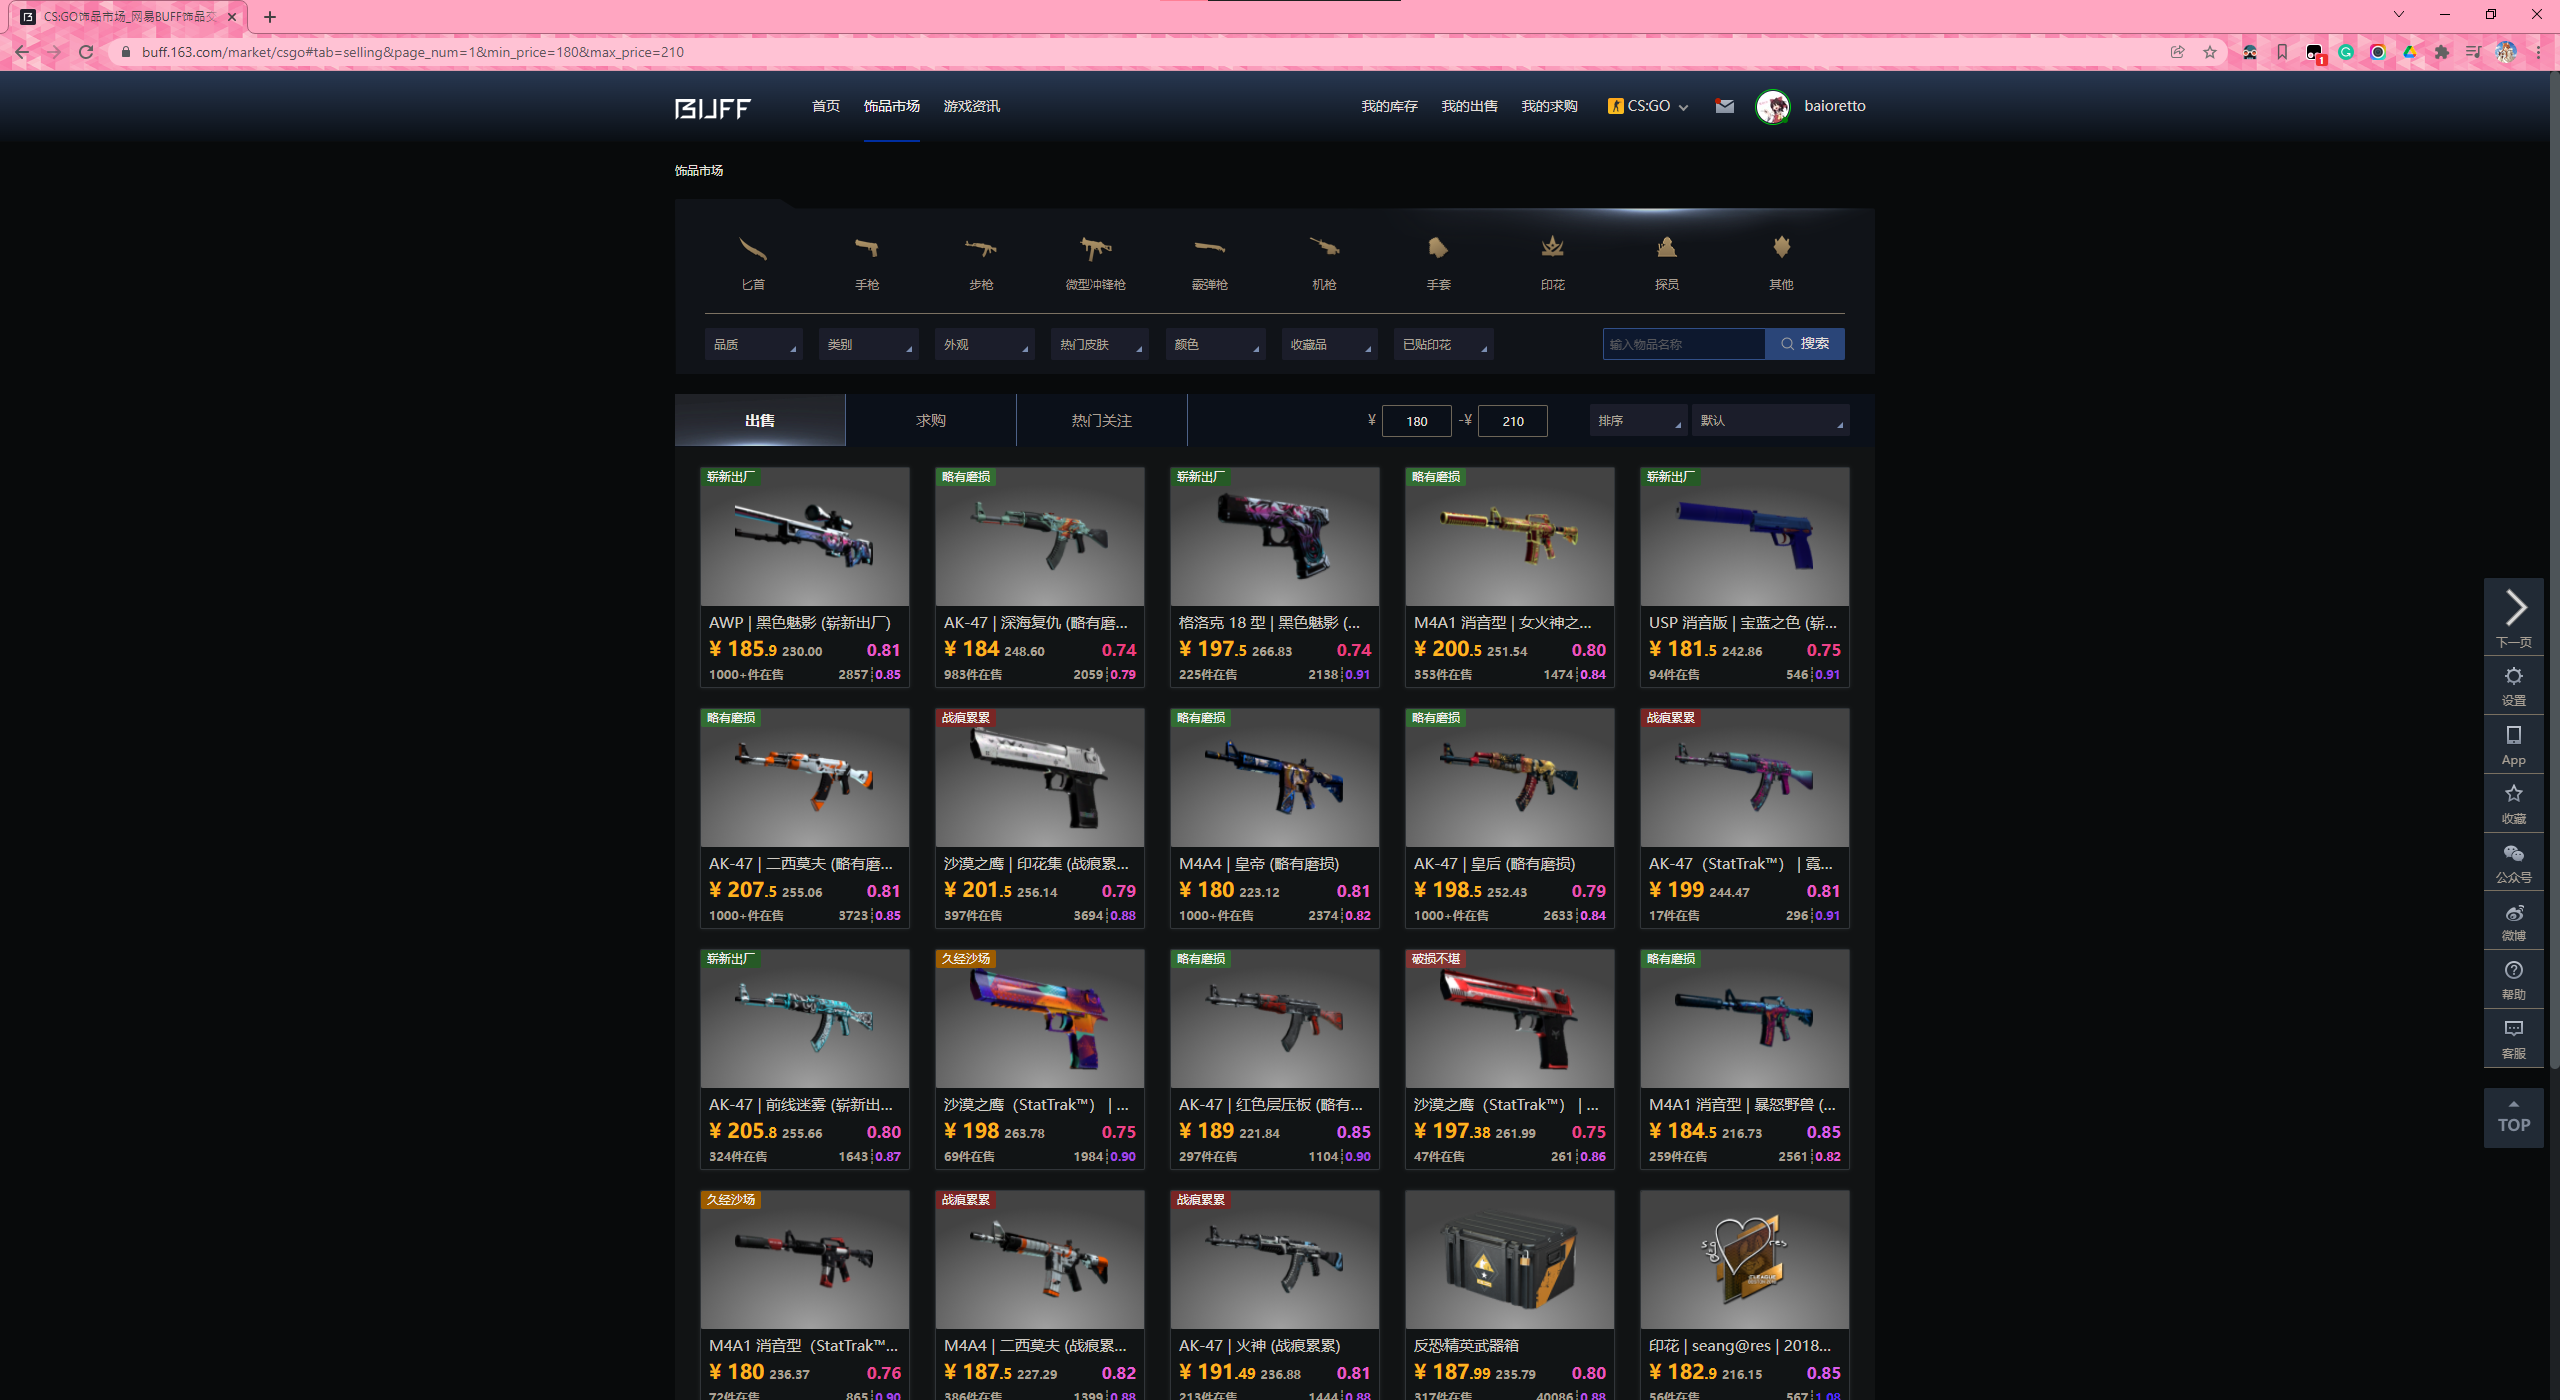 CS:GO饰品市场_网易BUFF饰品交
buff.163.com/market/csgo#tab=selling&page_num=1&min_price=180&max_price=210
1
BUFF 首页 饰品市场 游戏资讯 我的库存 我的出售 我的求购 CS:GO baioretto
饰品市场
匕首 手枪 步枪 微型冲锋枪 霰弹枪 机枪 手套 印花 探员 其他
品质 类别 外观 热门皮肤 颜色 收藏品 已贴印花 输入物品名称 搜索
出售 求购 热门关注 ¥ 180 -¥ 210 排序 默认
崭新出厂 略有磨损 崭新出厂 略有磨损 崭新出厂
AWP | 黑色魅影 (崭新出厂) AK-47 | 深海复仇 (略有磨... 格洛克 18 型 | 黑色魅影 (... M4A1 消音型 | 女火神之... USP 消音版 | 宝蓝之色 (崭...
¥ 185.9 230.00 0.81 ¥ 184 248.60 0.74 ¥ 197.5 266.83 0.74 ¥ 200.5 251.54 0.80 ¥ 181.5 242.86 0.75
1000+件在售 2857¦0.85 983件在售 2059¦0.79 225件在售 2138¦0.91 353件在售 1474¦0.84 94件在售 546¦0.91
略有磨损 战痕累累 略有磨损 略有磨损 战痕累累
AK-47 | 二西莫夫 (略有磨... 沙漠之鹰 | 印花集 (战痕累... M4A4 | 皇帝 (略有磨损) AK-47 | 皇后 (略有磨损) AK-47（StatTrak™） | 霓...
¥ 207.5 255.06 0.81 ¥ 201.5 256.14 0.79 ¥ 180 223.12 0.81 ¥ 198.5 252.43 0.79 ¥ 199 244.47 0.81
1000+件在售 3723¦0.85 397件在售 3694¦0.88 1000+件在售 2374¦0.82 1000+件在售 2633¦0.84 17件在售 296¦0.91
崭新出厂 久经沙场 略有磨损 破损不堪 略有磨损
AK-47 | 前线迷雾 (崭新出... 沙漠之鹰（StatTrak™） | ... AK-47 | 红色层压板 (略有... 沙漠之鹰（StatTrak™） | ... M4A1 消音型 | 暴怒野兽 (...
¥ 205.8 255.66 0.80 ¥ 198 263.78 0.75 ¥ 189 221.84 0.85 ¥ 197.38 261.99 0.75 ¥ 184.5 216.73 0.85
324件在售 1643¦0.87 69件在售 1984¦0.90 297件在售 1104¦0.90 47件在售 261¦0.86 259件在售 2561¦0.82
久经沙场 战痕累累 战痕累累
LEAGUE
M4A1 消音型（StatTrak™... M4A4 | 二西莫夫 (战痕累... AK-47 | 火神 (战痕累累) 反恐精英武器箱 印花 | seang@res | 2018...
¥ 180 236.37 0.76 ¥ 187.5 227.29 0.82 ¥ 191.49 236.88 0.81 ¥ 187.99 235.79 0.80 ¥ 182.9 216.15 0.85
72件在售 865¦0.90 386件在售 1399¦0.88 213件在售 1444¦0.88 317件在售 40086¦0.88 56件在售 567¦1.08
下一页
设置
App
收藏
公众号
微博
帮助
客服
TOP